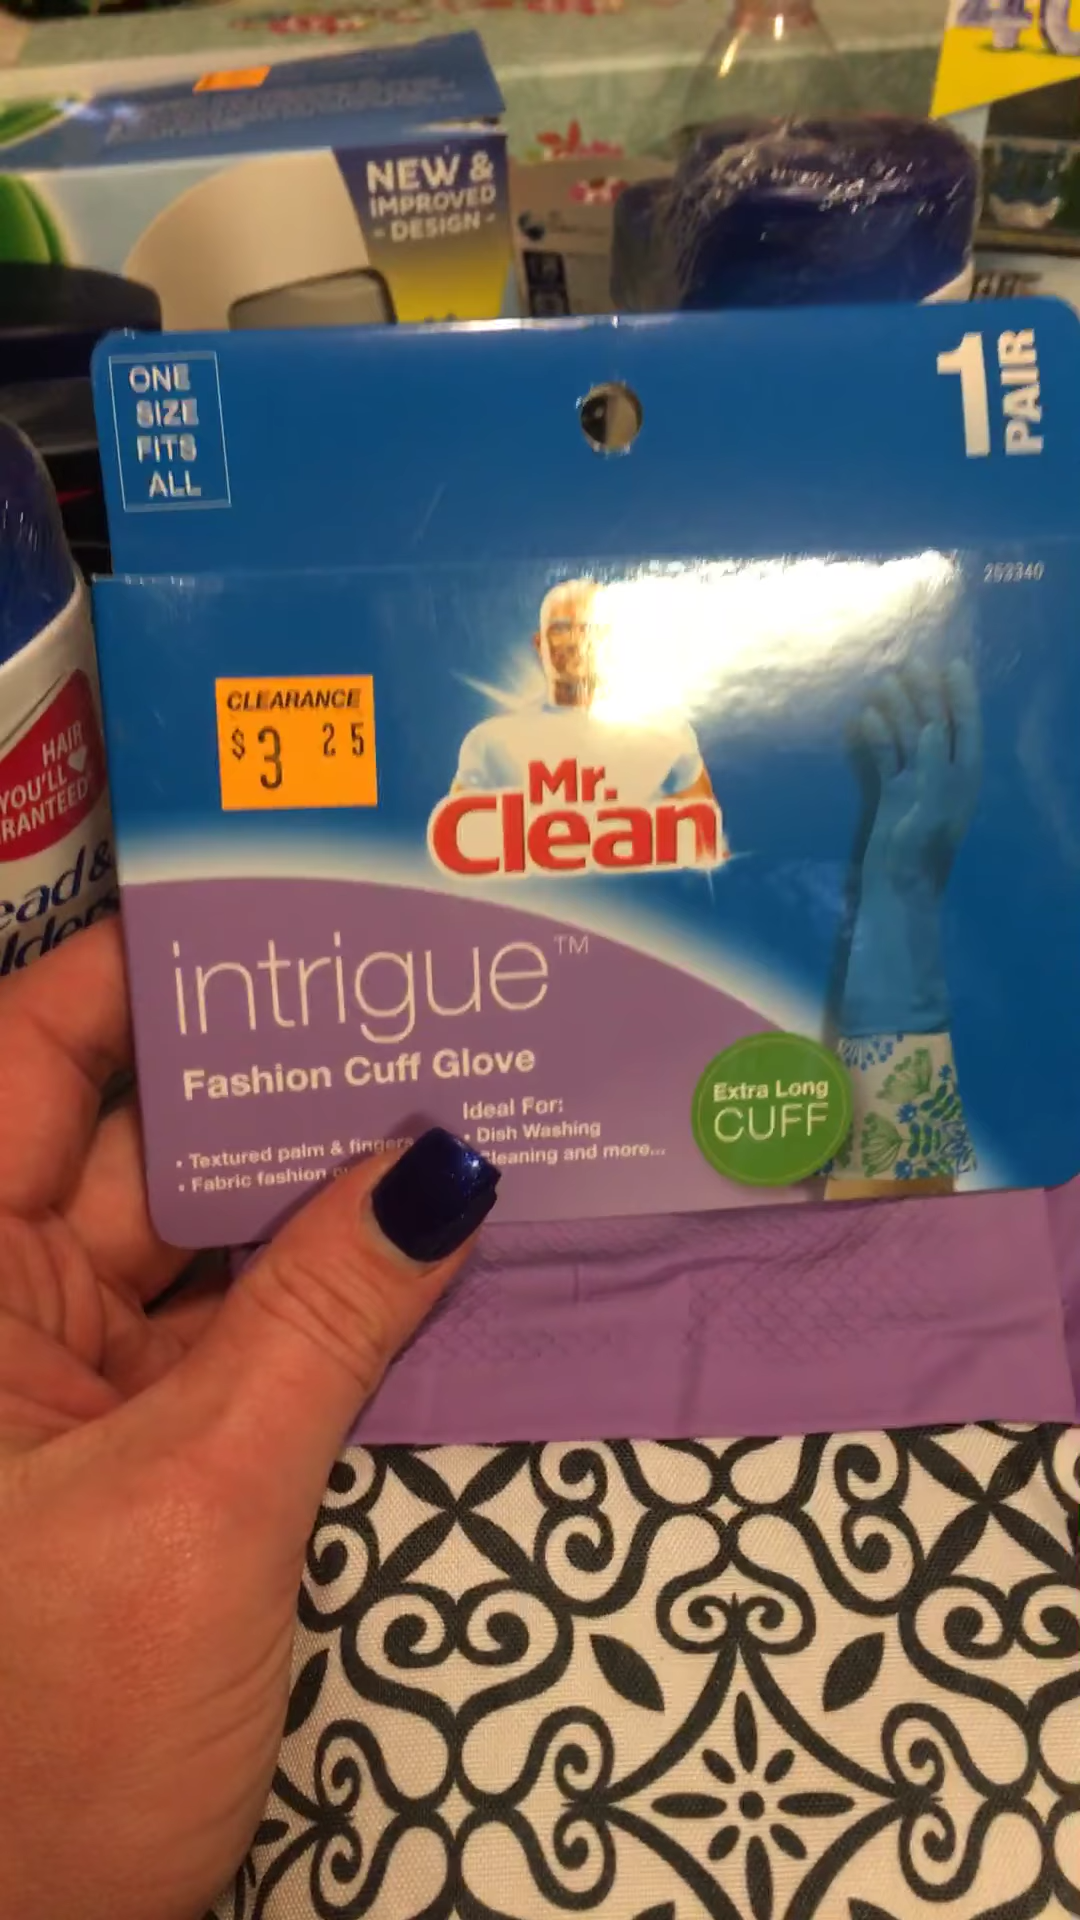 NEW &
IMPROVED
- DESIGN -
ONE
SIZE
FITS
ALL
1
PAIR
253340
CLEARANCE
$3 25
Mr.
Clean
intrigue™
Fashion Cuff Glove
• Textured palm & fingers
• Fabric fashion
Ideal For:
• Dish Washing
Cleaning and more...
Extra Long
CUFF
HAIR
YOU'LL